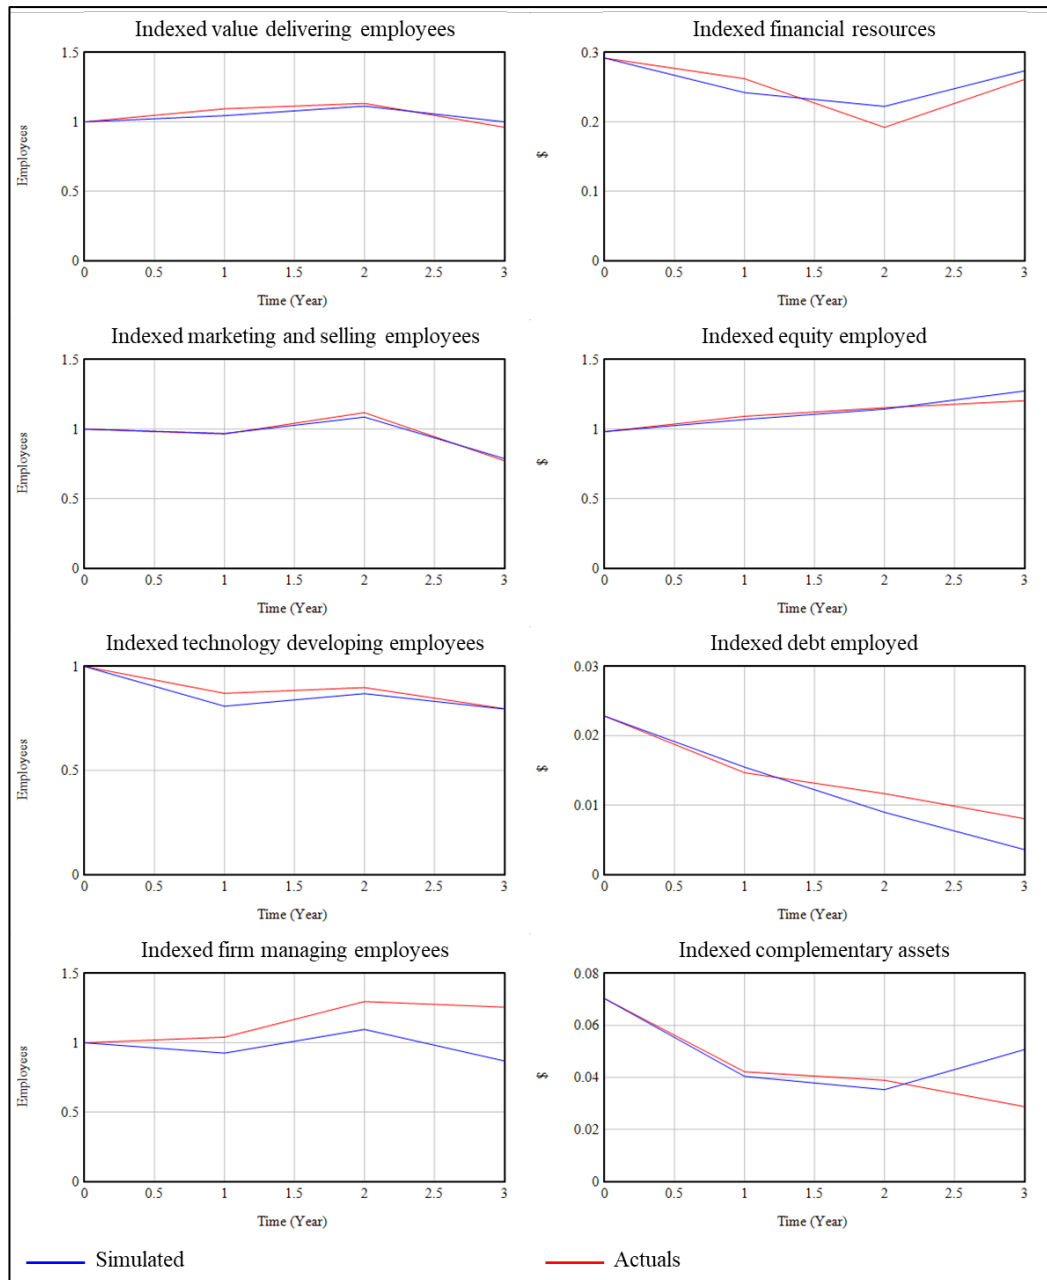 Indexed value delivering employees
1.5
1
0.5
0
Employees
0 0.5 1 1.5 2 2.5 3
Time (Year)
Indexed financial resources
0.3
0.2
0.1
0
$
0 0.5 1 1.5 2 2.5 3
Time (Year)
Indexed marketing and selling employees
1.5
1
0.5
0
Employees
0 0.5 1 1.5 2 2.5 3
Time (Year)
Indexed equity employed
1.5
1
0.5
0
$
0 0.5 1 1.5 2 2.5 3
Time (Year)
Indexed technology developing employees
1
0.5
0
Employees
0 0.5 1 1.5 2 2.5 3
Time (Year)
Indexed debt employed
0.03
0.02
0.01
0
$
0 0.5 1 1.5 2 2.5 3
Time (Year)
Indexed firm managing employees
1.5
1
0.5
0
Employees
0 0.5 1 1.5 2 2.5 3
Time (Year)
Indexed complementary assets
0.08
0.06
0.04
0.02
0
$
0 0.5 1 1.5 2 2.5 3
Time (Year)
Simulated
Actuals